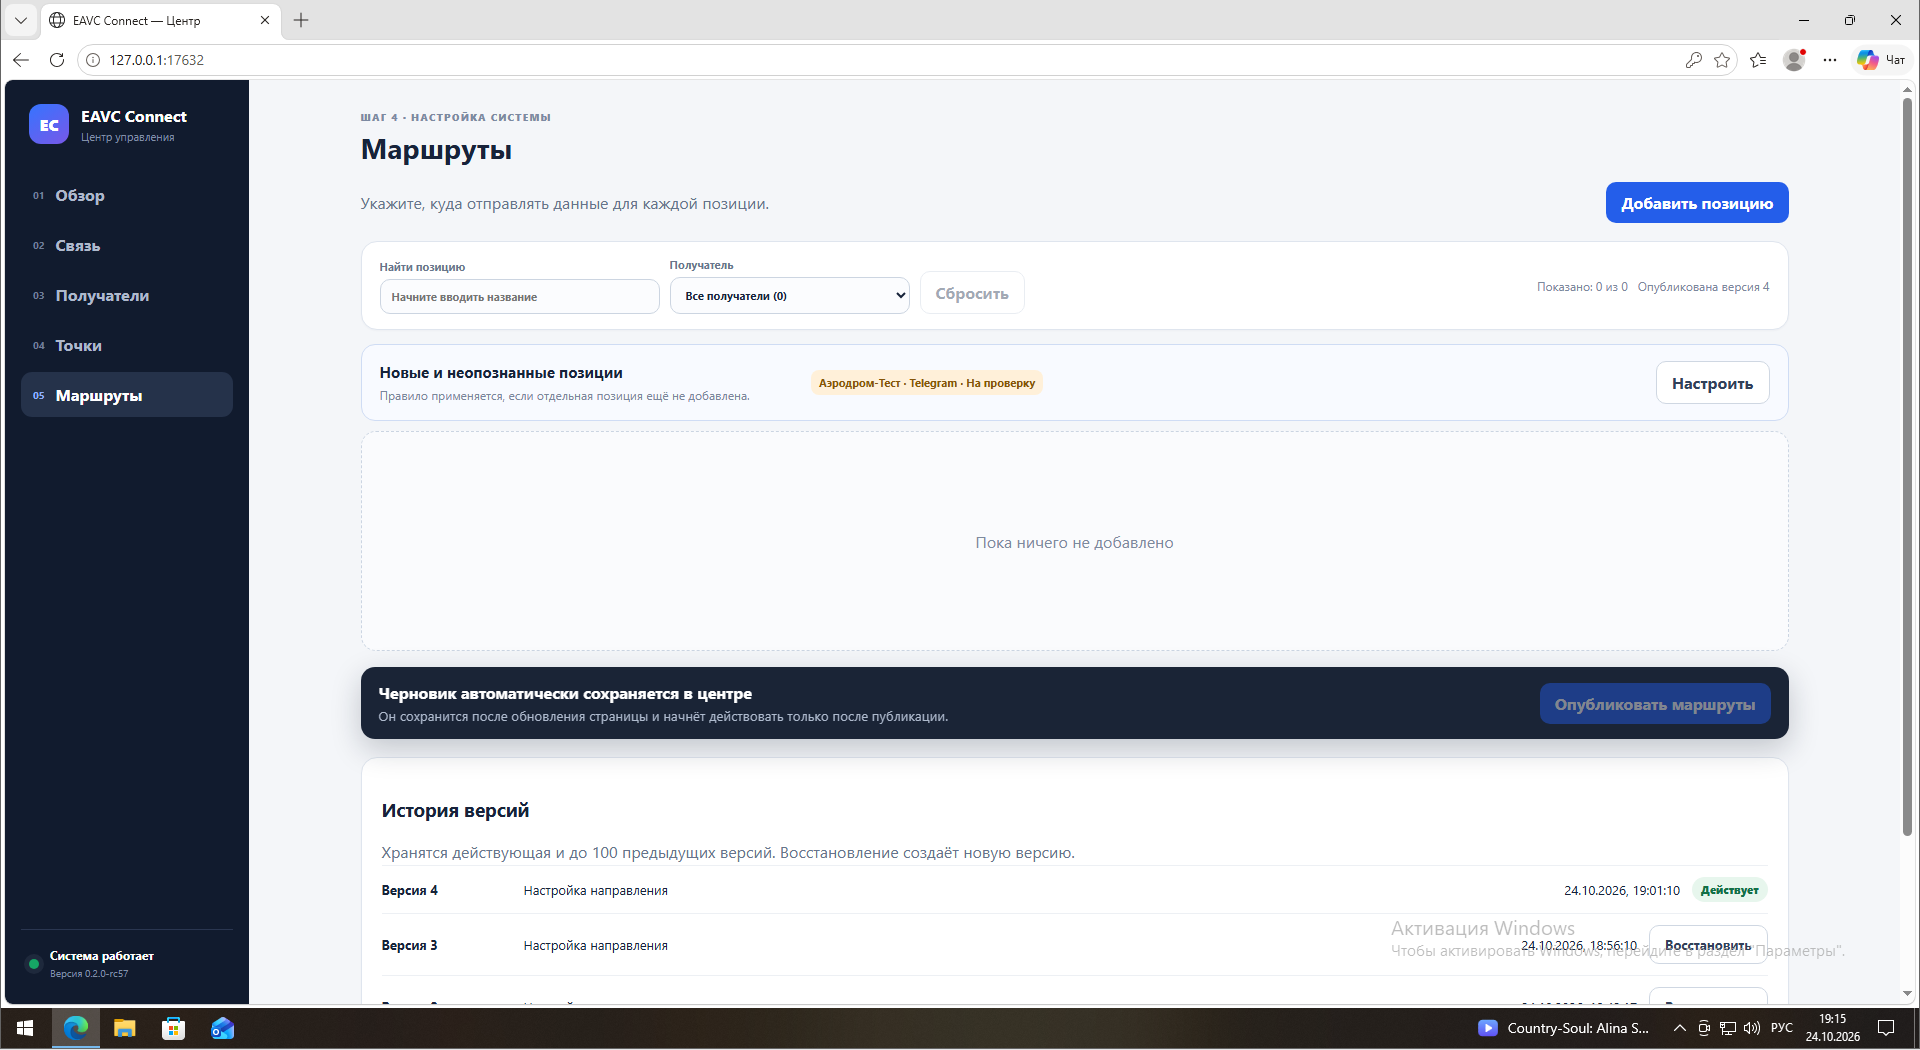 EAVC Connect — Центр
127.0.0.1:17632
Чат
EC
EAVC Connect
Центр управления
01 Обзор
02 Связь
03 Получатели
04 Точки
05 Маршруты
Система работает
Версия 0.2.0-rc57
ШАГ 4 · НАСТРОЙКА СИСТЕМЫ
Маршруты
Укажите, куда отправлять данные для каждой позиции.
Добавить позицию
Найти позицию
Получатель
Начните вводить название
Все получатели (0)
Сбросить
Показано: 0 из 0 Опубликована версия 4
Новые и неопознанные позиции
Правило применяется, если отдельная позиция ещё не добавлена.
Аэродром-Тест · Telegram · На проверку
Настроить
Пока ничего не добавлено
Черновик автоматически сохраняется в центре
Он сохранится после обновления страницы и начнёт действовать только после публикации.
Опубликовать маршруты
История версий
Хранятся действующая и до 100 предыдущих версий. Восстановление создаёт новую версию.
Версия 4 Настройка направления 24.10.2026, 19:01:10 Действует
Версия 3 Настройка направления 24.10.2026, 18:56:10 Восстановить
Активация Windows
Чтобы активировать Windows, перейдите в раздел "Параметры".
Country-Soul: Alina S...
РУС
19:15
24.10.2026